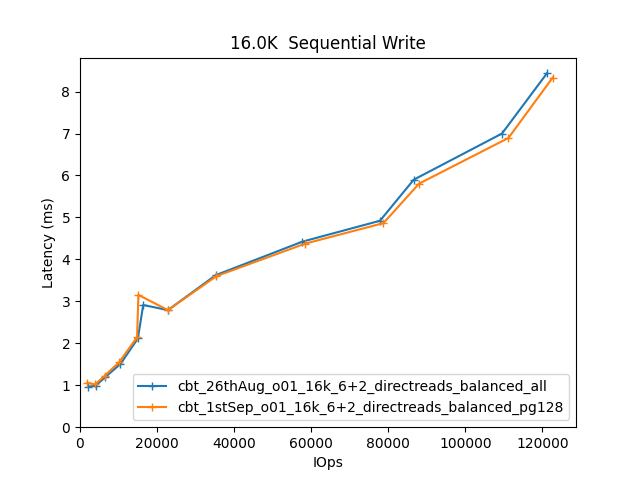 16.0K  Sequential Write
Latency (ms)
8
7
6
5
4
3
2
1
0
cbt_26thAug_o01_16k_6+2_directreads_balanced_all
cbt_1stSep_o01_16k_6+2_directreads_balanced_pg128
0 20000 40000 60000 80000 100000 120000
IOps